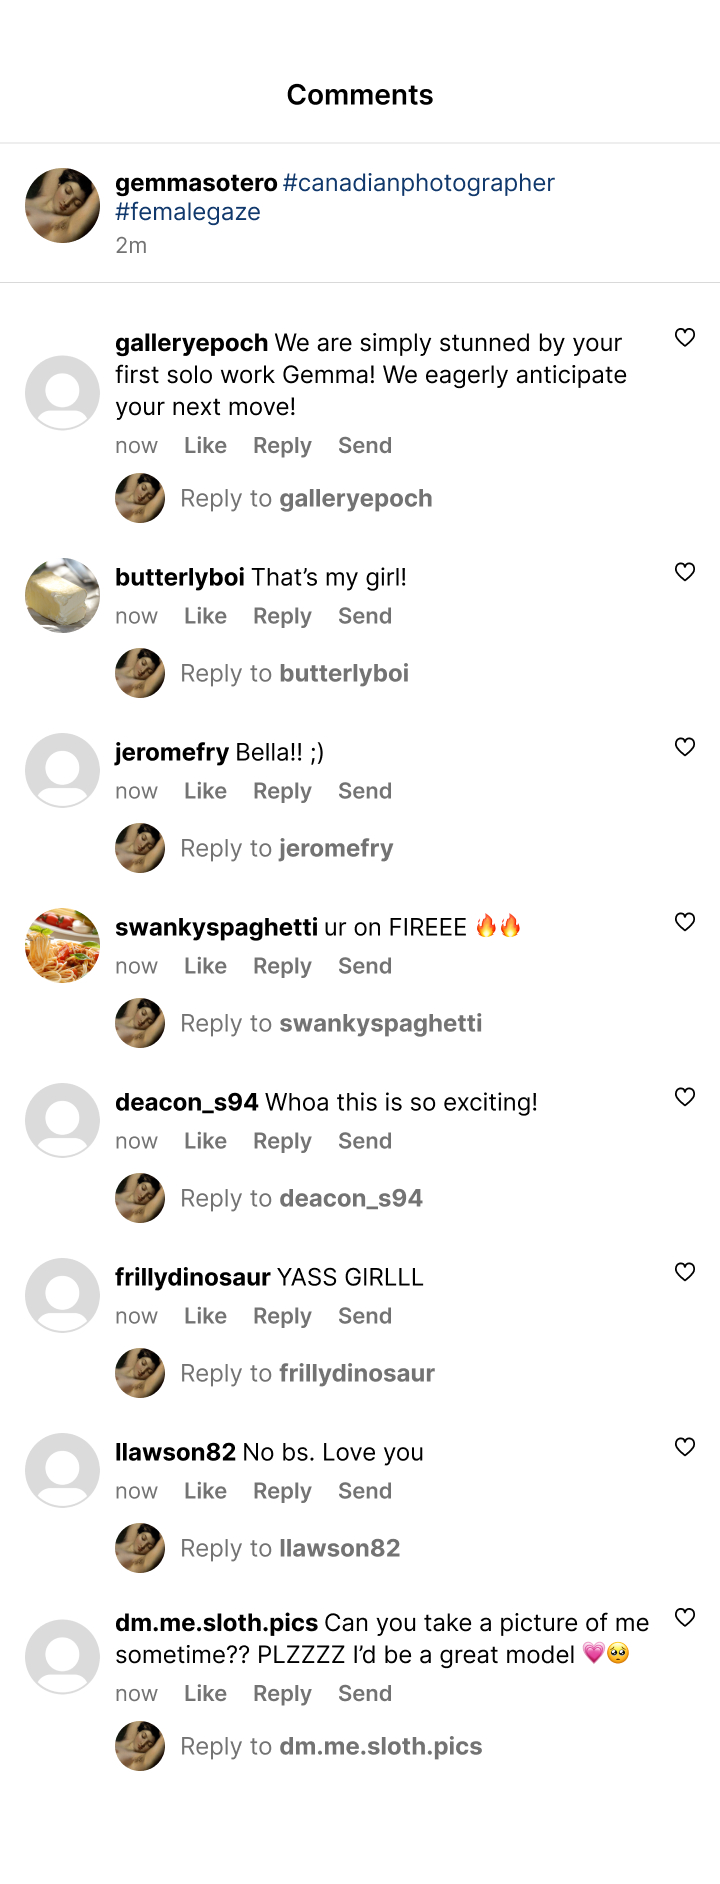 Comments
gemmasotero #canadianphotographer
#femalegaze
2m
galleryepoch We are simply stunned by your
first solo work Gemma! We eagerly anticipate
your next move!
now Like Reply Send
Reply to galleryepoch
butterlyboi That’s my girl!
now Like Reply Send
Reply to butterlyboi
jeromefry Bella!! ;)
now Like Reply Send
Reply to jeromefry
swankyspaghetti ur on FIREEE 🔥🔥
now Like Reply Send
Reply to swankyspaghetti
deacon_s94 Whoa this is so exciting!
now Like Reply Send
Reply to deacon_s94
frillydinosaur YASS GIRLLL
now Like Reply Send
Reply to frillydinosaur
llawson82 No bs. Love you
now Like Reply Send
Reply to llawson82
dm.me.sloth.pics Can you take a picture of me
sometime?? PLZZZZ I’d be a great model 💗🥺
now Like Reply Send
Reply to dm.me.sloth.pics